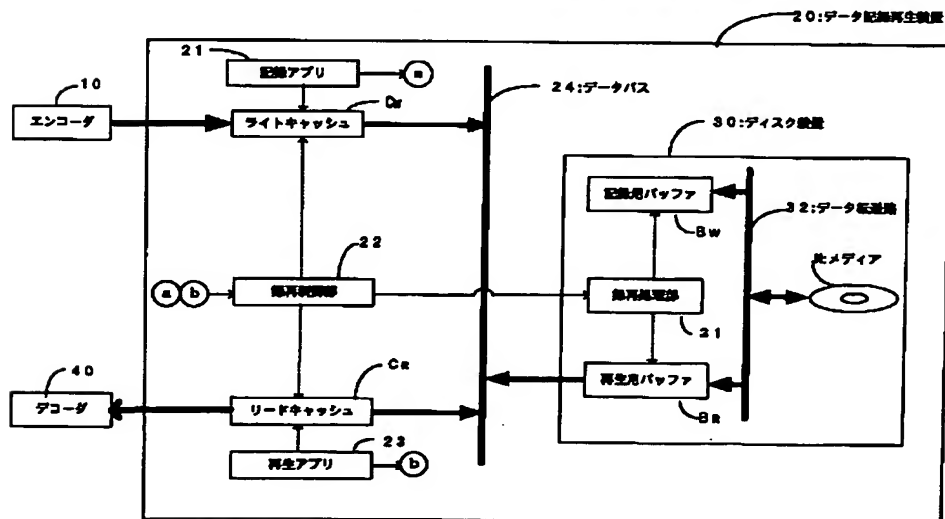 20:データ記録再生装置
21
記録アプリ
a
10
エンコーダ
ライトキャッシュ
24:データバス
30:ディスク装置
記録用バッファ
BW
32:データ転送路
22
メディア
a
b
録再制御部
録再処理部
21
40
CR
デコーダ
リードキャッシュ
再生用バッファ
BR
23
再生アプリ
b